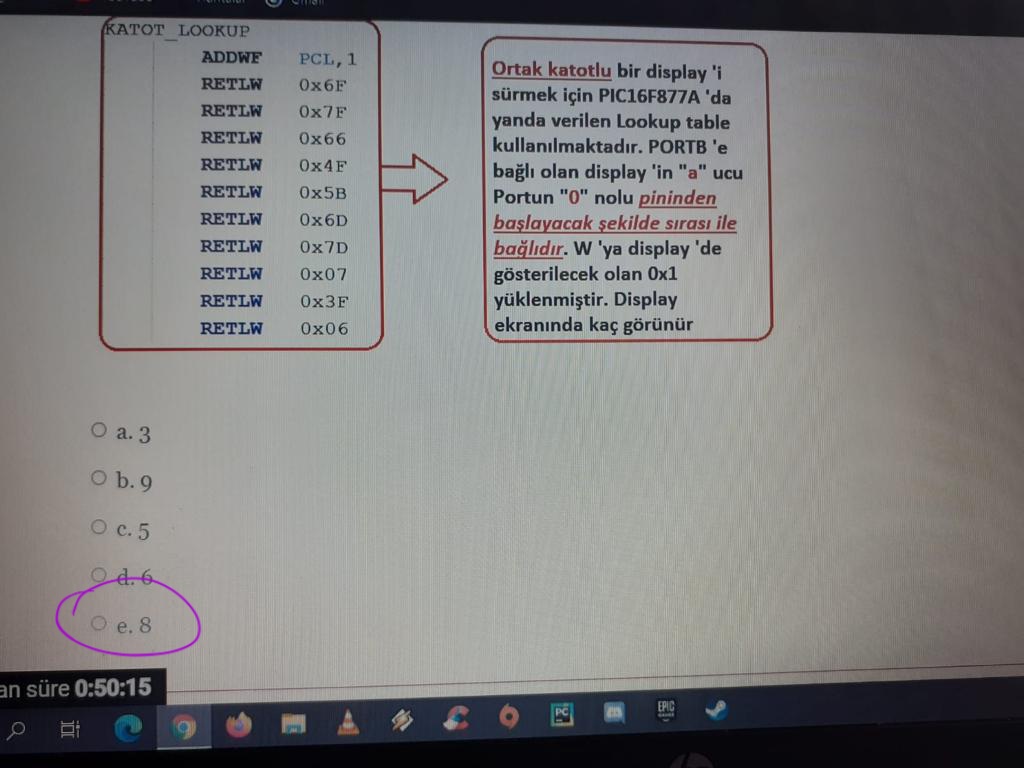 KATOT_LOOKUP
ADDWF PCL,1
RETLW 0x6F
RETLW 0x7F
RETLW 0x66
RETLW 0x4F
RETLW 0x5B
RETLW 0x6D
RETLW 0x7D
RETLW 0x07
RETLW 0x3F
RETLW 0x06
Ortak katotlu bir display 'i
sürmek için PIC16F877A 'da
yanda verilen Lookup table
kullanılmaktadır. PORTB 'e
bağlı olan display 'in "a" ucu
Portun "0" nolu pininden
başlayacak şekilde sırası ile
bağlıdır. W 'ya display 'de
gösterilecek olan 0x1
yüklenmiştir. Display
ekranında kaç görünür
a. 3
b. 9
c. 5
d. 6
e. 8
an süre 0:50:15
PC
EPIC
GAMES